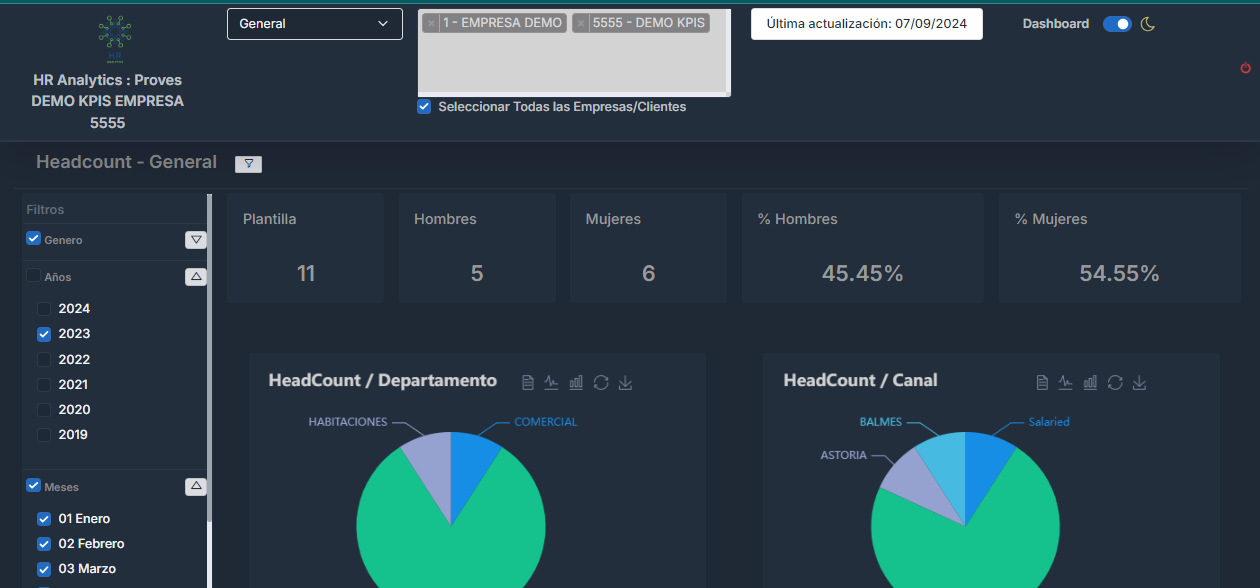 General
× 1 - EMPRESA DEMO
× 5555 - DEMO KPIS
Última actualización: 07/09/2024
Dashboard
HR Analytics : Proves
DEMO KPIS EMPRESA
5555
Seleccionar Todas las Empresas/Clientes
Headcount - General
Filtros
Genero
Años
2024
2023
2022
2021
2020
2019
Meses
01 Enero
02 Febrero
03 Marzo
Plantilla
11
Hombres
5
Mujeres
6
% Hombres
45.45%
% Mujeres
54.55%
HeadCount / Departamento
HABITACIONES
COMERCIAL
HeadCount / Canal
BALMES
Salaried
ASTORIA